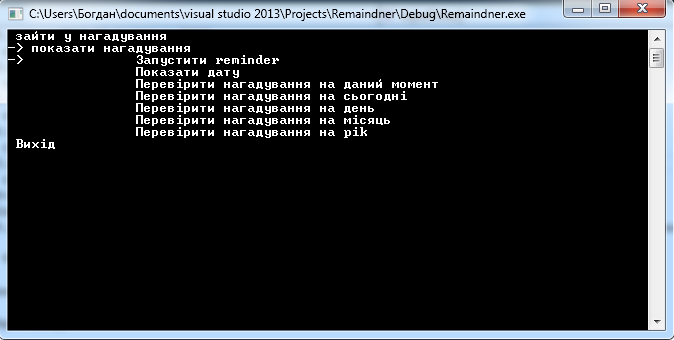 C:\Users\Богдан\documents\visual studio 2013\Projects\Remaindner\Debug\Remaindner.exe
зайти у нагадування
—> показати нагадування
—> Запустити reminder
Показати дату
Перевірити нагадування на даний момент
Перевірити нагадування на сьогодні
Перевірити нагадування на день
Перевірити нагадування на місяць
Перевірити нагадування на рік
Вихід